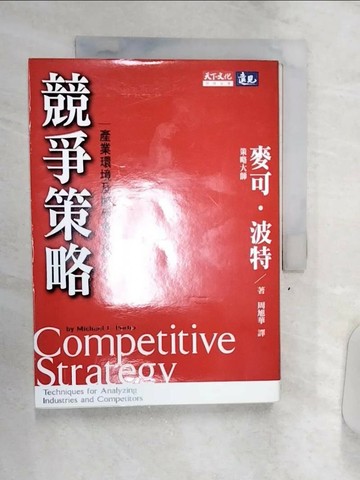 天下文化
遠見
競爭策略
產業環境及
策略大師
麥可・波特
著
周旭華 譯
by Michael E. Porter
Competitive
Strategy
Techniques for Analyzing
Industries and Competitors